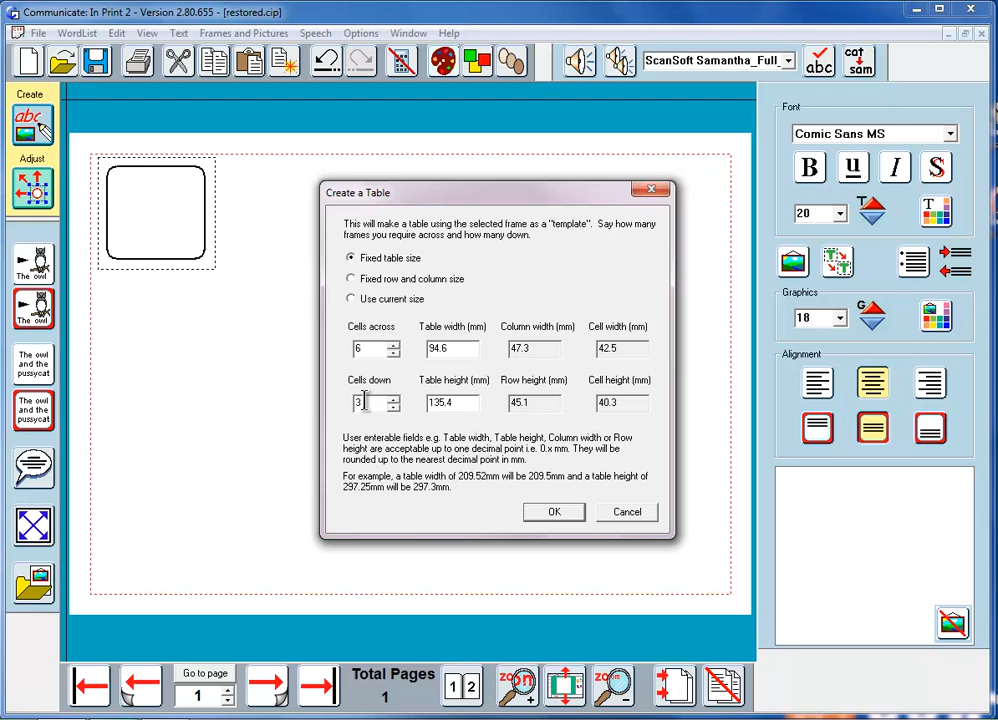 Communicate: In Print 2 - Version 2.80.655 - [restored.cip]
File WordList Edit View Text Frames and Pictures Speech Options Window Help
ScanSoft Samantha_Full_
abc
cat
sam
Create
abc
Adjust
The owl
The owl
The owl
and the
pussycat
The owl
and the
pussycat
Create a Table
This will make a table using the selected frame as a "template". Say how many
frames you require across and how many down.
Fixed table size
Fixed row and column size
Use current size
Cells across Table width (mm) Column width (mm) Cell width (mm)
6 94.6 47.3 42.5
Cells down Table height (mm) Row height (mm) Cell height (mm)
3 135.4 45.1 40.3
User enterable fields e.g. Table width, Table height, Column width or Row
height are acceptable up to one decimal point i.e. 0.x mm. They will be
rounded up to the nearest decimal point in mm.
For example, a table width of 209.52mm will be 209.5mm and a table height of
297.25mm will be 297.3mm.
OK Cancel
Font
Comic Sans MS
B u I S
20 T T
T
Graphics
18 G
Alignment
Go to page
1
Total Pages
1
1 2
zoom
zoom